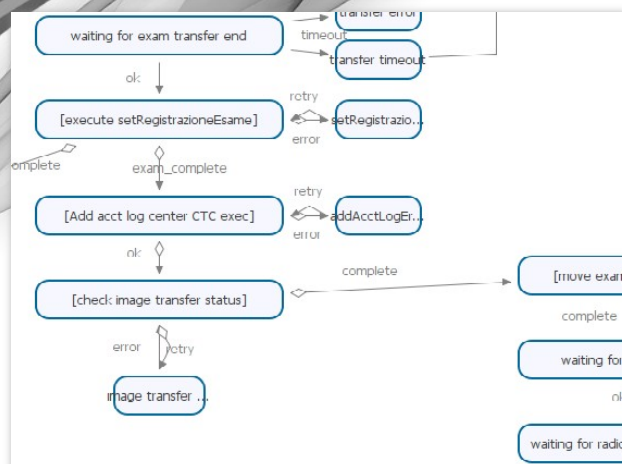 transfer error
waiting for exam transfer end
timeout
transfer timeout
ok
retry
[execute setRegistrazioneEsame]
setRegistrazio...
error
omplete
exam_complete
retry
[Add acct log center CTC exec]
addAcctLogEr...
error
ok
complete
[move exam
[check image transfer status]
complete
error
retry
waiting for
image transfer ...
ok
waiting for radio